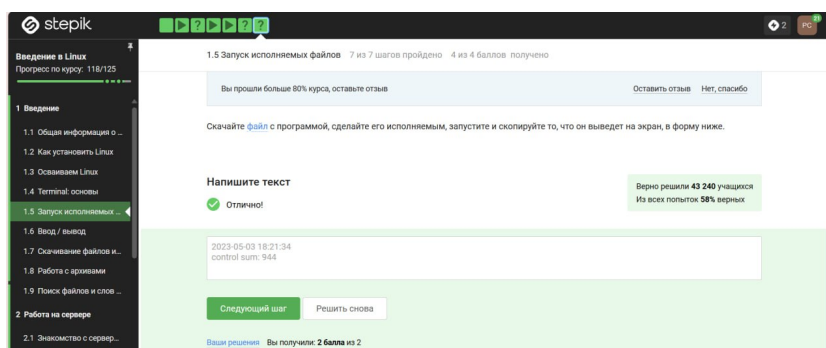 stepik
2
PC
21
Введение в Linux
Прогресс по курсу: 118/125
1 Введение
1.1 Общая информация о ...
1.2 Как установить Linux
1.3 Осваиваем Linux
1.4 Terminal: основы
1.5 Запуск исполняемых ...
1.6 Ввод / вывод
1.7 Скачивание файлов и...
1.8 Работа с архивами
1.9 Поиск файлов и слов ...
2 Работа на сервере
2.1 Знакомство с сервер...
1.5 Запуск исполняемых файлов 7 из 7 шагов пройдено 4 из 4 баллов получено
Вы прошли больше 80% курса, оставьте отзыв Оставить отзыв Нет, спасибо
Скачайте файл с программой, сделайте его исполняемым, запустите и скопируйте то, что он выведет на экран, в форму ниже.
Напишите текст
Отлично!
Верно решили 43 240 учащихся
Из всех попыток 58% верных
2023-05-03 18:21:34
control sum: 944
Следующий шаг Решить снова
Ваши решения Вы получили: 2 балла из 2